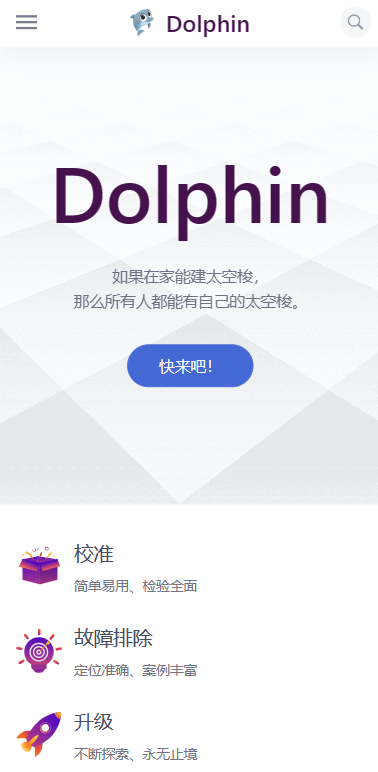 Dolphin
Dolphin
如果在家能建太空梭，
那么所有人都能有自己的太空梭。
快来吧！
校准
简单易用、检验全面
故障排除
定位准确、案例丰富
升级
不断探索、永无止境